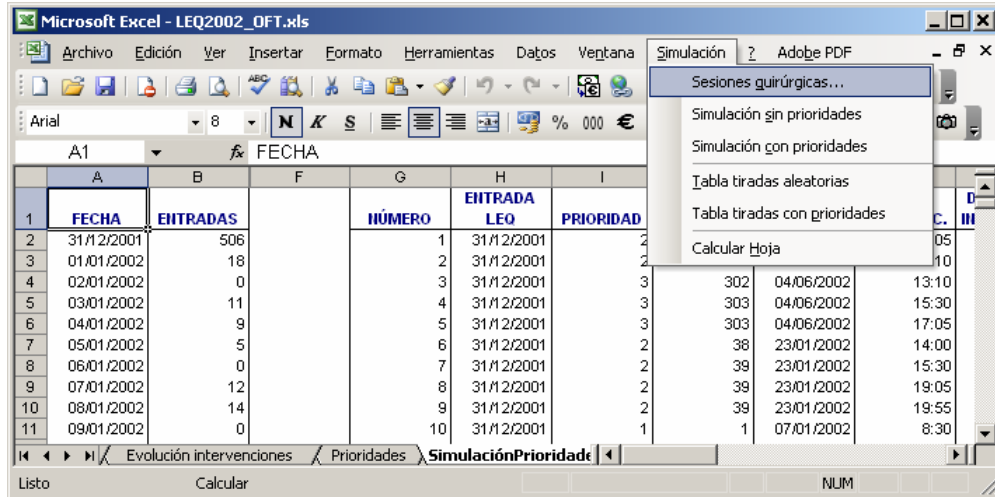 Microsoft Excel - LEQ2002_OFT.xls
Archivo Edición Ver Insertar Formato Herramientas Datos Ventana Simulación ? Adobe PDF
Sesiones quirúrgicas...
Simulación sin prioridades
Simulación con prioridades
Tabla tiradas aleatorias
Tabla tiradas con prioridades
Calcular Hoja
ABC
Arial 8 N K S % 000 €
A1 fx FECHA
A B F G H I
1 FECHA ENTRADAS NÚMERO ENTRADA LEQ PRIORIDAD C. IN
2 31/12/2001 506 1 31/12/2001 2 05
3 01/01/2002 18 2 31/12/2001 2 10
4 02/01/2002 0 3 31/12/2001 3 302 04/06/2002 13:10
5 03/01/2002 11 4 31/12/2001 3 303 04/06/2002 15:30
6 04/01/2002 9 5 31/12/2001 3 303 04/06/2002 17:05
7 05/01/2002 5 6 31/12/2001 2 38 23/01/2002 14:00
8 06/01/2002 0 7 31/12/2001 2 39 23/01/2002 15:30
9 07/01/2002 12 8 31/12/2001 2 39 23/01/2002 19:05
10 08/01/2002 14 9 31/12/2001 2 39 23/01/2002 19:55
11 09/01/2002 0 10 31/12/2001 1 1 07/01/2002 8:30
Evolución intervenciones Prioridades SimulaciónPrioridade
Listo Calcular NUM